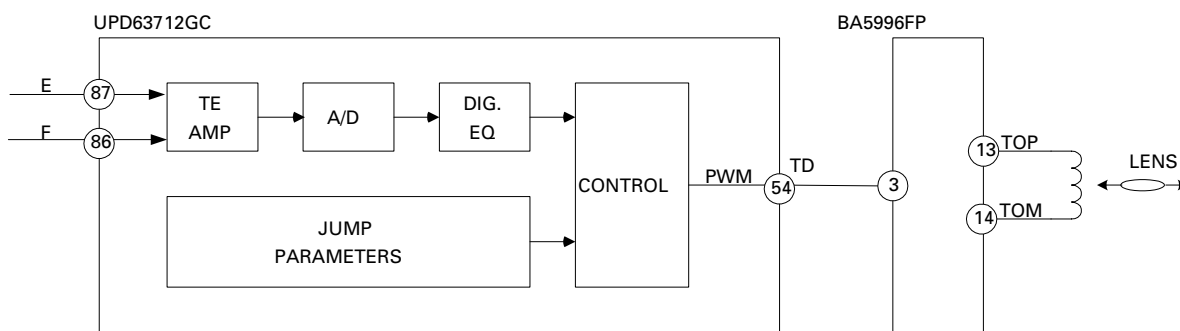 UPD63712GC
BA5996FP
E
87
TE
AMP
A/D
DIG.
EQ
F
86
CONTROL
PWM
TD
54
3
13
TOP
14
TOM
LENS
JUMP
PARAMETERS